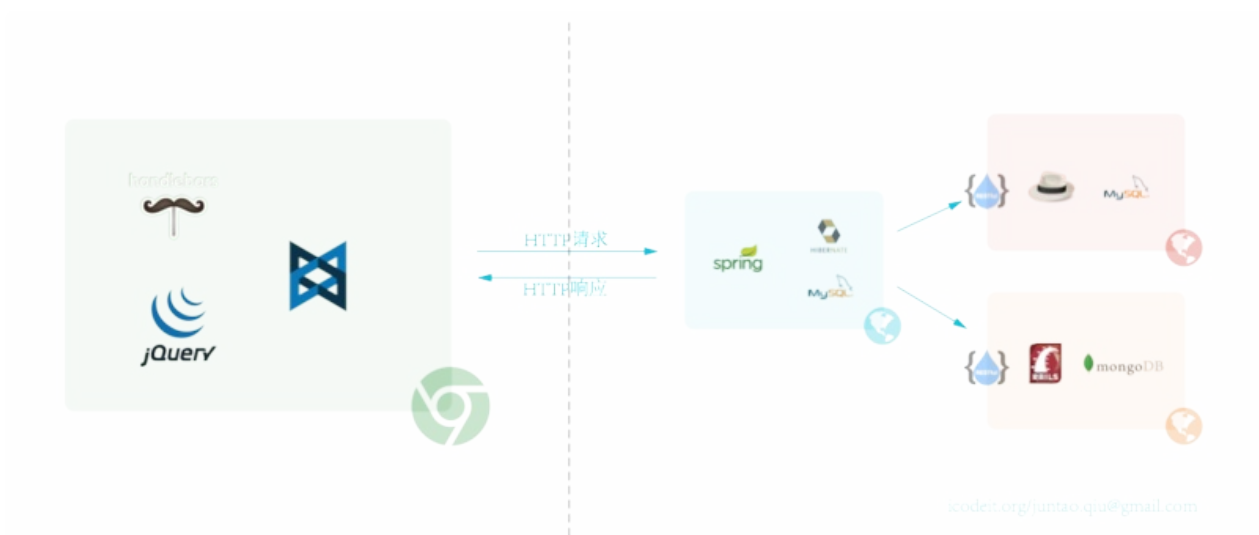 handlebars
jQuery
HTTP请求
HTTP响应
spring
HIBERNATE
MySQL
MySQL
RAILS
mongoDB
icodeit.org/juntao.qiu@gmail.com